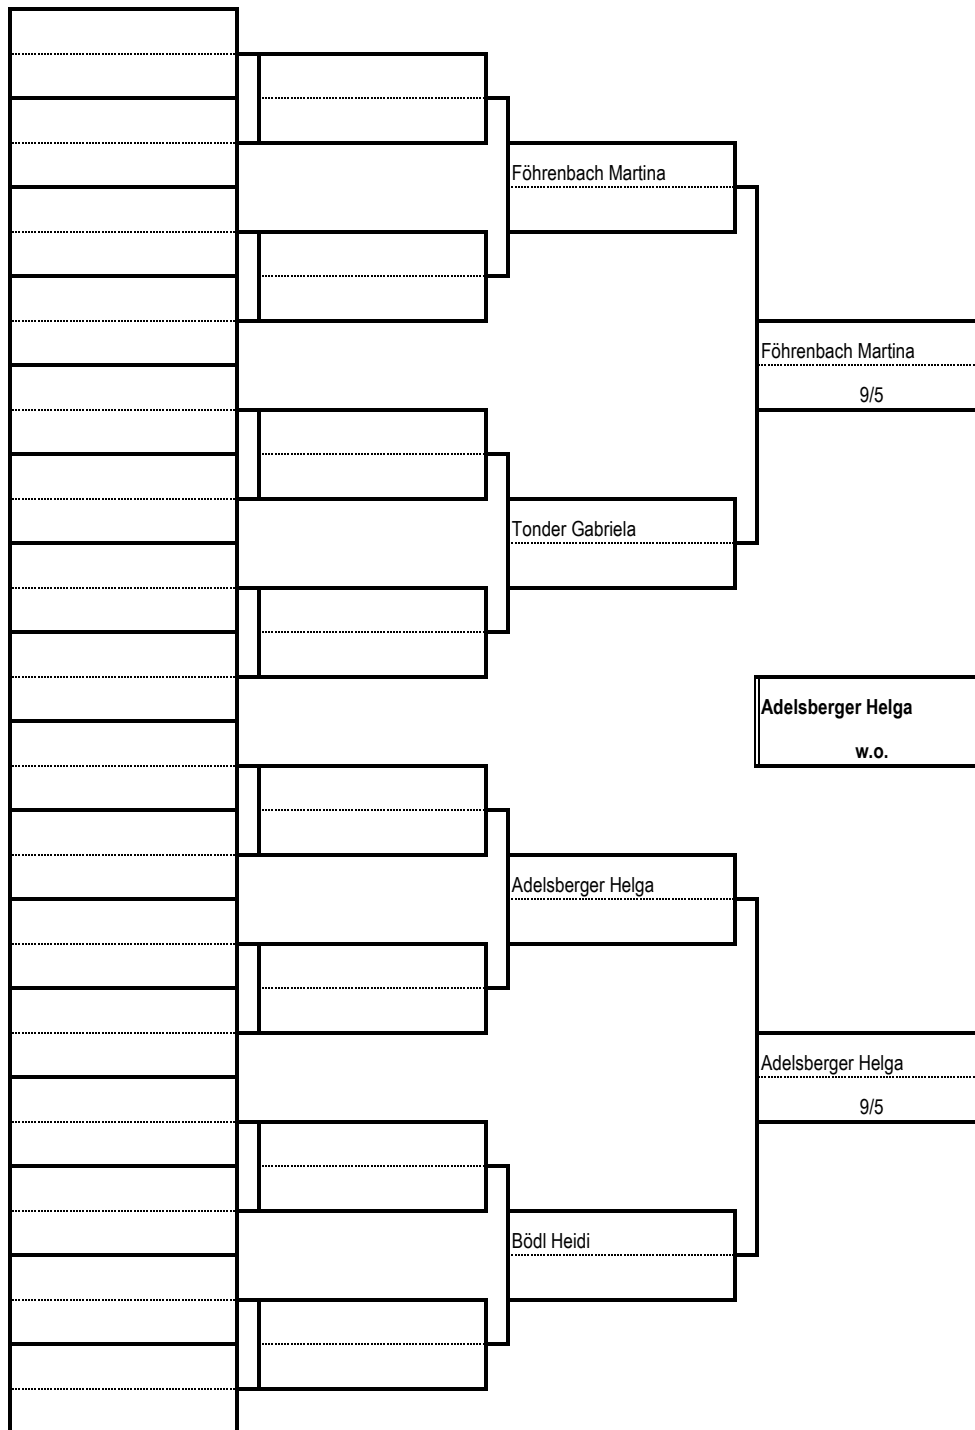 Föhrenbach Martina
Föhrenbach Martina
9/5
Tonder Gabriela
Adelsberger Helga
w.o.
Adelsberger Helga
Adelsberger Helga
9/5
Bödl Heidi